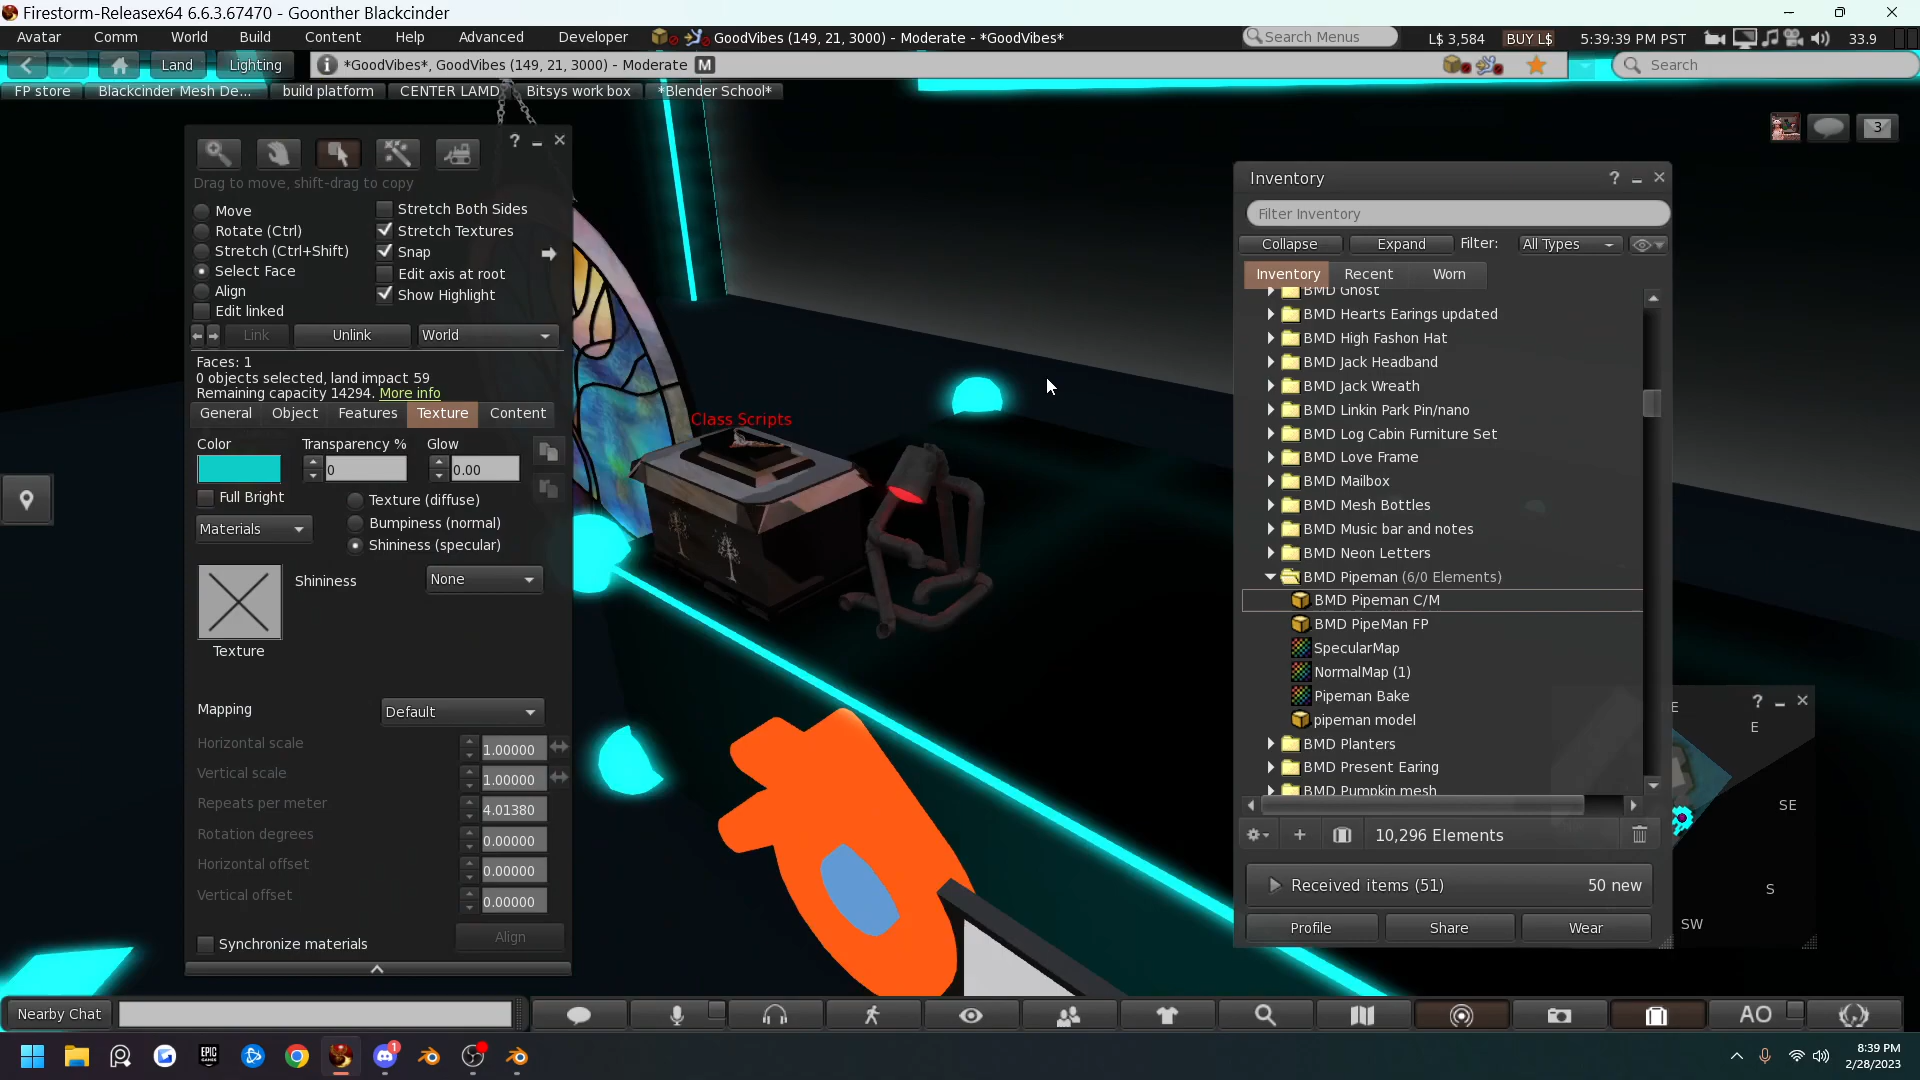 Firestorm-Releasex64 6.6.3.67470 - Goonther Blackcinder
Avatar Comm World Build Content Help Advanced Developer GoodVibes (149, 21, 3000) - Moderate - *GoodVibes* Search Menus L$ 3,584 BUY L$ 5:39:39 PM PST 33.9
Land Lighting *GoodVibes*, GoodVibes (149, 21, 3000) - Moderate M Search
FP store Blackcinder Mesh De... build platform CENTER LAMD Bitsys work box *Blender School*
3
?
Drag to move, shift-drag to copy
Move
Rotate (Ctrl)
Stretch (Ctrl+Shift)
Select Face
Align
Edit linked
Stretch Both Sides
Stretch Textures
Snap
Edit axis at root
Show Highlight
Link Unlink World
Faces: 1
0 objects selected, land impact 59
Remaining capacity 14294. More info
General Object Features Texture Content
Color Transparency % Glow
0 0.00
Full Bright
Materials
Texture (diffuse)
Bumpiness (normal)
Shininess (specular)
Shininess None
Texture
Mapping Default
Horizontal scale 1.00000
Vertical scale 1.00000
Repeats per meter 4.01380
Rotation degrees 0.00000
Horizontal offset 0.00000
Vertical offset 0.00000
Synchronize materials Align
Class Scripts
Inventory ?
Filter Inventory
Collapse Expand Filter: All Types
Inventory Recent Worn
BMD Ghost
BMD Hearts Earings updated
BMD High Fashon Hat
BMD Jack Headband
BMD Jack Wreath
BMD Linkin Park Pin/nano
BMD Log Cabin Furniture Set
BMD Love Frame
BMD Mailbox
BMD Mesh Bottles
BMD Music bar and notes
BMD Neon Letters
BMD Pipeman (6/0 Elements)
BMD Pipeman C/M
BMD PipeMan FP
SpecularMap
NormalMap (1)
Pipeman Bake
pipeman model
BMD Planters
BMD Present Earing
BMD Pumpkin mesh
10,296 Elements
Received items (51) 50 new
Profile Share Wear
?
E
E
SE
S
SW
Nearby Chat AO
EPIC GAMES
1
8:39 PM
2/28/2023